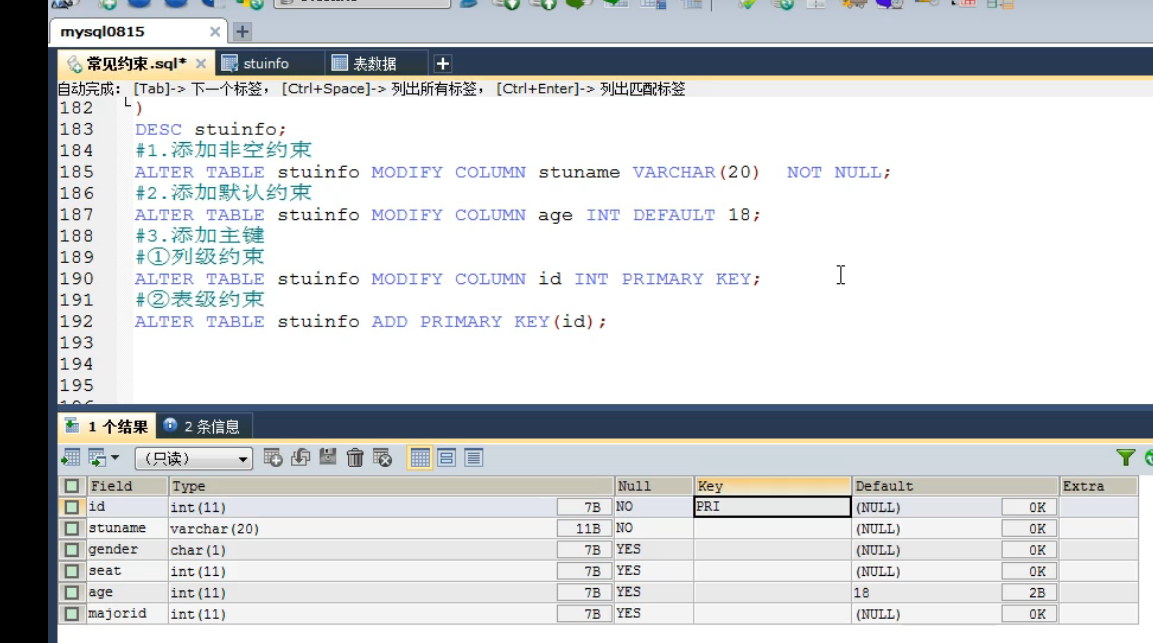 mysql0815
常见约束.sql*
stuinfo
表数据
自动完成： [Tab]-> 下一个标签， [Ctrl+Space]-> 列出所有标签， [Ctrl+Enter]-> 列出匹配标签
182 )
183 DESC stuinfo;
184 #1.添加非空约束
185 ALTER TABLE stuinfo MODIFY COLUMN stuname VARCHAR(20)  NOT NULL;
186 #2.添加默认约束
187 ALTER TABLE stuinfo MODIFY COLUMN age INT DEFAULT 18;
188 #3.添加主键
189 #①列级约束
190 ALTER TABLE stuinfo MODIFY COLUMN id INT PRIMARY KEY;
191 #②表级约束
192 ALTER TABLE stuinfo ADD PRIMARY KEY(id);
193
194
195
1 个结果
2 条信息
（只读）
Field Type Null Key Default Extra
id int(11) 7B NO PRI (NULL) 0K
stuname varchar(20) 11B NO (NULL) 0K
gender char(1) 7B YES (NULL) 0K
seat int(11) 7B YES (NULL) 0K
age int(11) 7B YES 18 2B
majorid int(11) 7B YES (NULL) 0K